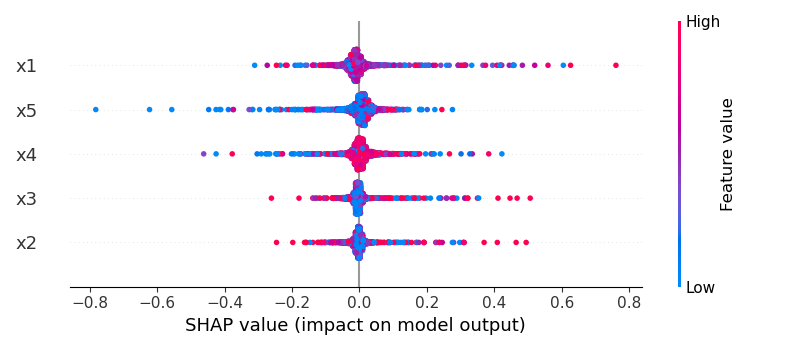 High
x1
x5
x4
x3
x2
Feature value
Low
−0.8 −0.6 −0.4 −0.2 0.0 0.2 0.4 0.6 0.8
SHAP value (impact on model output)